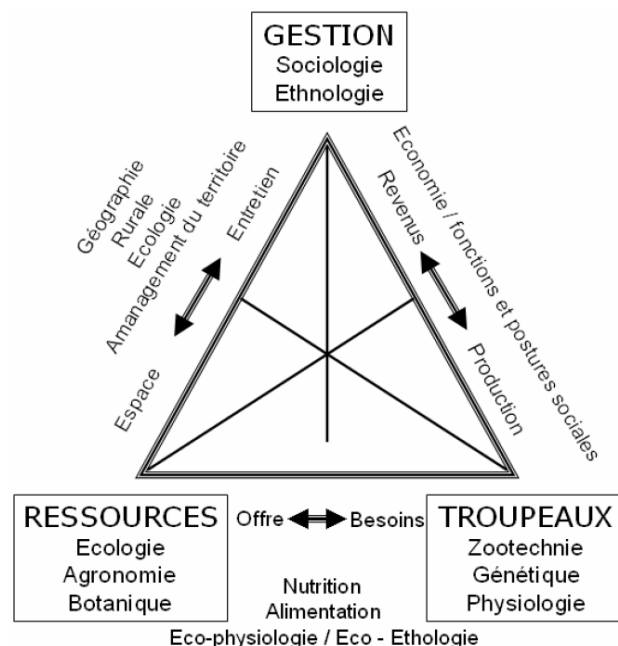 GESTION
Sociologie
Ethnologie
Géographie
Rurale
Ecologie
Amanagement du territoire
Entretien
Espace
Economie / fonctions et postures sociales
Revenus
Production
RESSOURCES
Ecologie
Agronomie
Botanique
Offre
Besoins
TROUPEAUX
Zootechnie
Génétique
Physiologie
Nutrition
Alimentation
Eco-physiologie / Eco - Ethologie